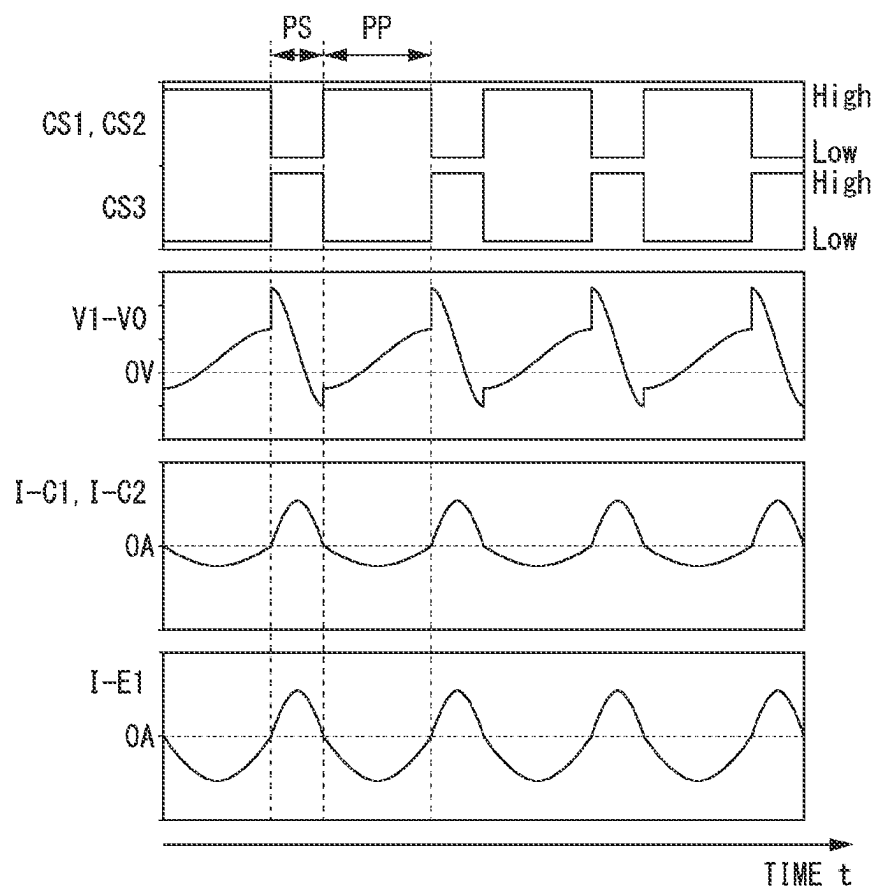 PS PP
CS1, CS2
High
Low
CS3
High
Low
V1-V0
0V
I-C1, I-C2
0A
I-E1
0A
TIME t